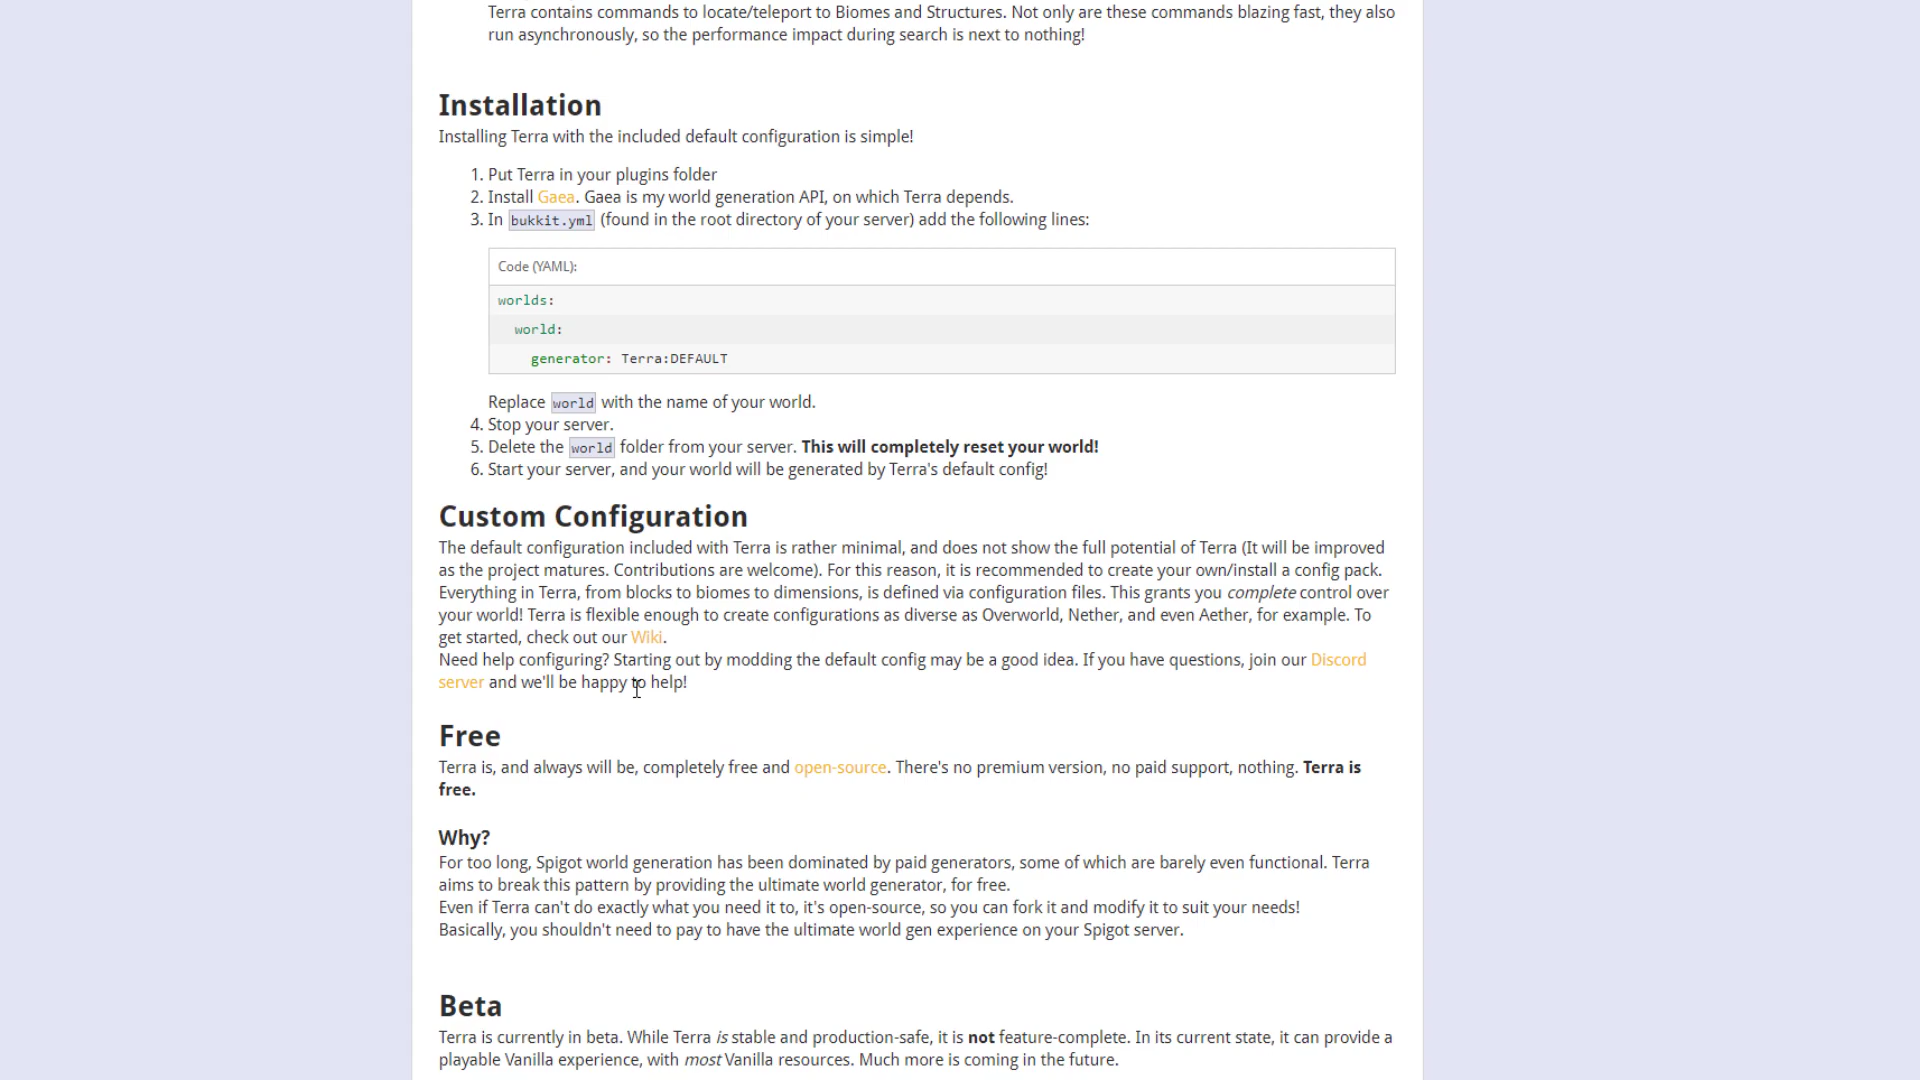 Terra contains commands to locate/teleport to Biomes and Structures. Not only are these commands blazing fast, they also
run asynchronously, so the performance impact during search is next to nothing!
Installation
Installing Terra with the included default configuration is simple!
1. Put Terra in your plugins folder
2. Install Gaea. Gaea is my world generation API, on which Terra depends.
3. In bukkit.yml (found in the root directory of your server) add the following lines:
Code (YAML):
worlds:
world:
generator: Terra:DEFAULT
Replace world with the name of your world.
4. Stop your server.
5. Delete the world folder from your server. This will completely reset your world!
6. Start your server, and your world will be generated by Terra's default config!
Custom Configuration
The default configuration included with Terra is rather minimal, and does not show the full potential of Terra (It will be improved
as the project matures. Contributions are welcome). For this reason, it is recommended to create your own/install a config pack.
Everything in Terra, from blocks to biomes to dimensions, is defined via configuration files. This grants you complete control over
your world! Terra is flexible enough to create configurations as diverse as Overworld, Nether, and even Aether, for example. To
get started, check out our Wiki.
Need help configuring? Starting out by modding the default config may be a good idea. If you have questions, join our Discord
server and we'll be happy to help!
Free
Terra is, and always will be, completely free and open-source. There's no premium version, no paid support, nothing. Terra is
free.
Why?
For too long, Spigot world generation has been dominated by paid generators, some of which are barely even functional. Terra
aims to break this pattern by providing the ultimate world generator, for free.
Even if Terra can't do exactly what you need it to, it's open-source, so you can fork it and modify it to suit your needs!
Basically, you shouldn't need to pay to have the ultimate world gen experience on your Spigot server.
Beta
Terra is currently in beta. While Terra is stable and production-safe, it is not feature-complete. In its current state, it can provide a
playable Vanilla experience, with most Vanilla resources. Much more is coming in the future.